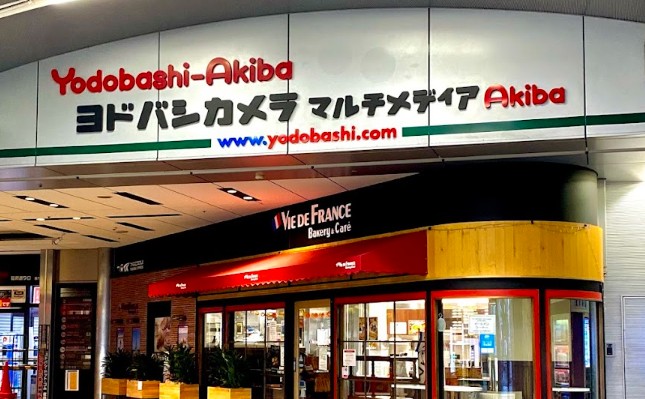 Yodobashi-Akiba
ヨドバシカメラ マルチメディア Akiba
www.yodobashi.com
VIE DE FRANCE
Bakery & Café